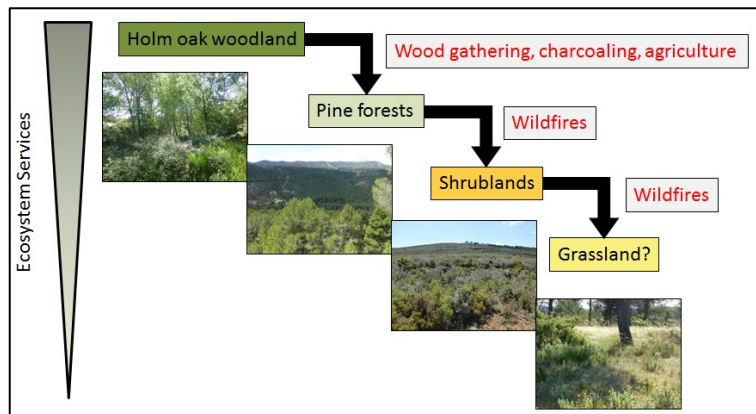 Holm oak woodland
Wood gathering, charcoaling, agriculture
Pine forests
Wildfires
Shrublands
Wildfires
Grassland?
Ecosystem Services